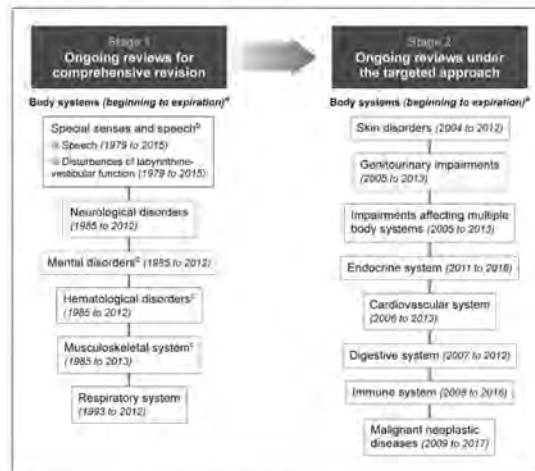 Stage 1
Ongoing reviews for
comprehensive revision
Body systems (beginning to expiration)ᵃ
Special senses and speechᵇ
Speech (1979 to 2015)
Disturbances of labyrinthine-
vestibular function (1979 to 2015)
Neurological disorders
(1985 to 2012)
Mental disordersᶜ (1985 to 2012)
Hematological disordersᶜ
(1985 to 2012)
Musculoskeletal systemᶜ
(1985 to 2013)
Respiratory system
(1993 to 2012)
Stage 2
Ongoing reviews under
the targeted approach
Body systems (beginning to expiration)ᵃ
Skin disorders (2004 to 2012)
Genitourinary impairments
(2005 to 2013)
Impairments affecting multiple
body systems (2005 to 2013)
Endocrine system (2011 to 2016)
Cardiovascular system
(2006 to 2013)
Digestive system (2007 to 2012)
Immune system (2008 to 2016)
Malignant neoplastic
diseases (2009 to 2017)